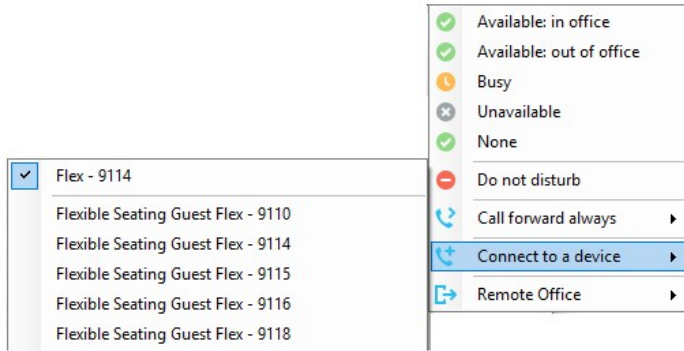 Available: in office
Available: out of office
Busy
Unavailable
None
Do not disturb
Call forward always
Connect to a device
Remote Office
Flex - 9114
Flexible Seating Guest Flex - 9110
Flexible Seating Guest Flex - 9114
Flexible Seating Guest Flex - 9115
Flexible Seating Guest Flex - 9116
Flexible Seating Guest Flex - 9118